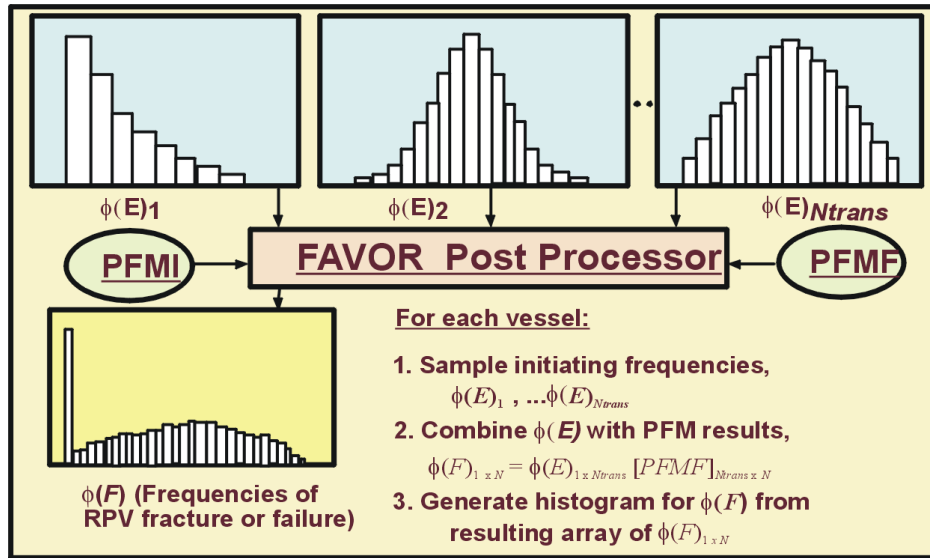 ϕ(E)1
ϕ(E)2
..
ϕ(E)Ntrans
PFMI
FAVOR Post Processor
PFMF
ϕ(F) (Frequencies of
RPV fracture or failure)
For each vessel:
1. Sample initiating frequencies,
ϕ(E)1 , ...ϕ(E)Ntrans
2. Combine ϕ(E) with PFM results,
ϕ(F)1 x N = ϕ(E)1 x Ntrans [PFMF]Ntrans x N
3. Generate histogram for ϕ(F) from
resulting array of ϕ(F)1 x N